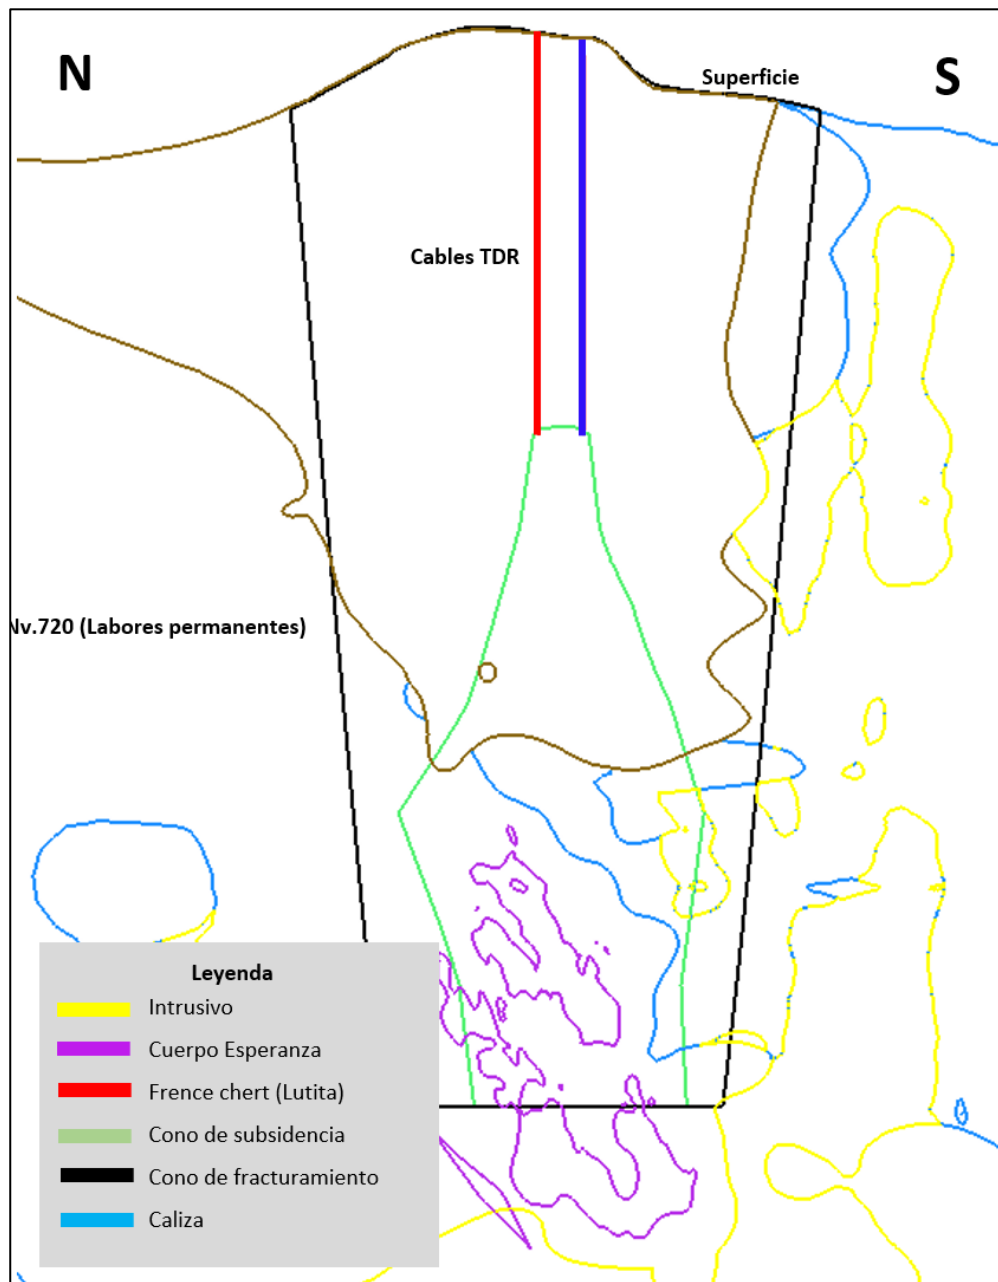 N
S
Superficie
Cables TDR
Nv.720 (Labores permanentes)
Leyenda
Intrusivo
Cuerpo Esperanza
Frence chert (Lutita)
Cono de subsidencia
Cono de fracturamiento
Caliza